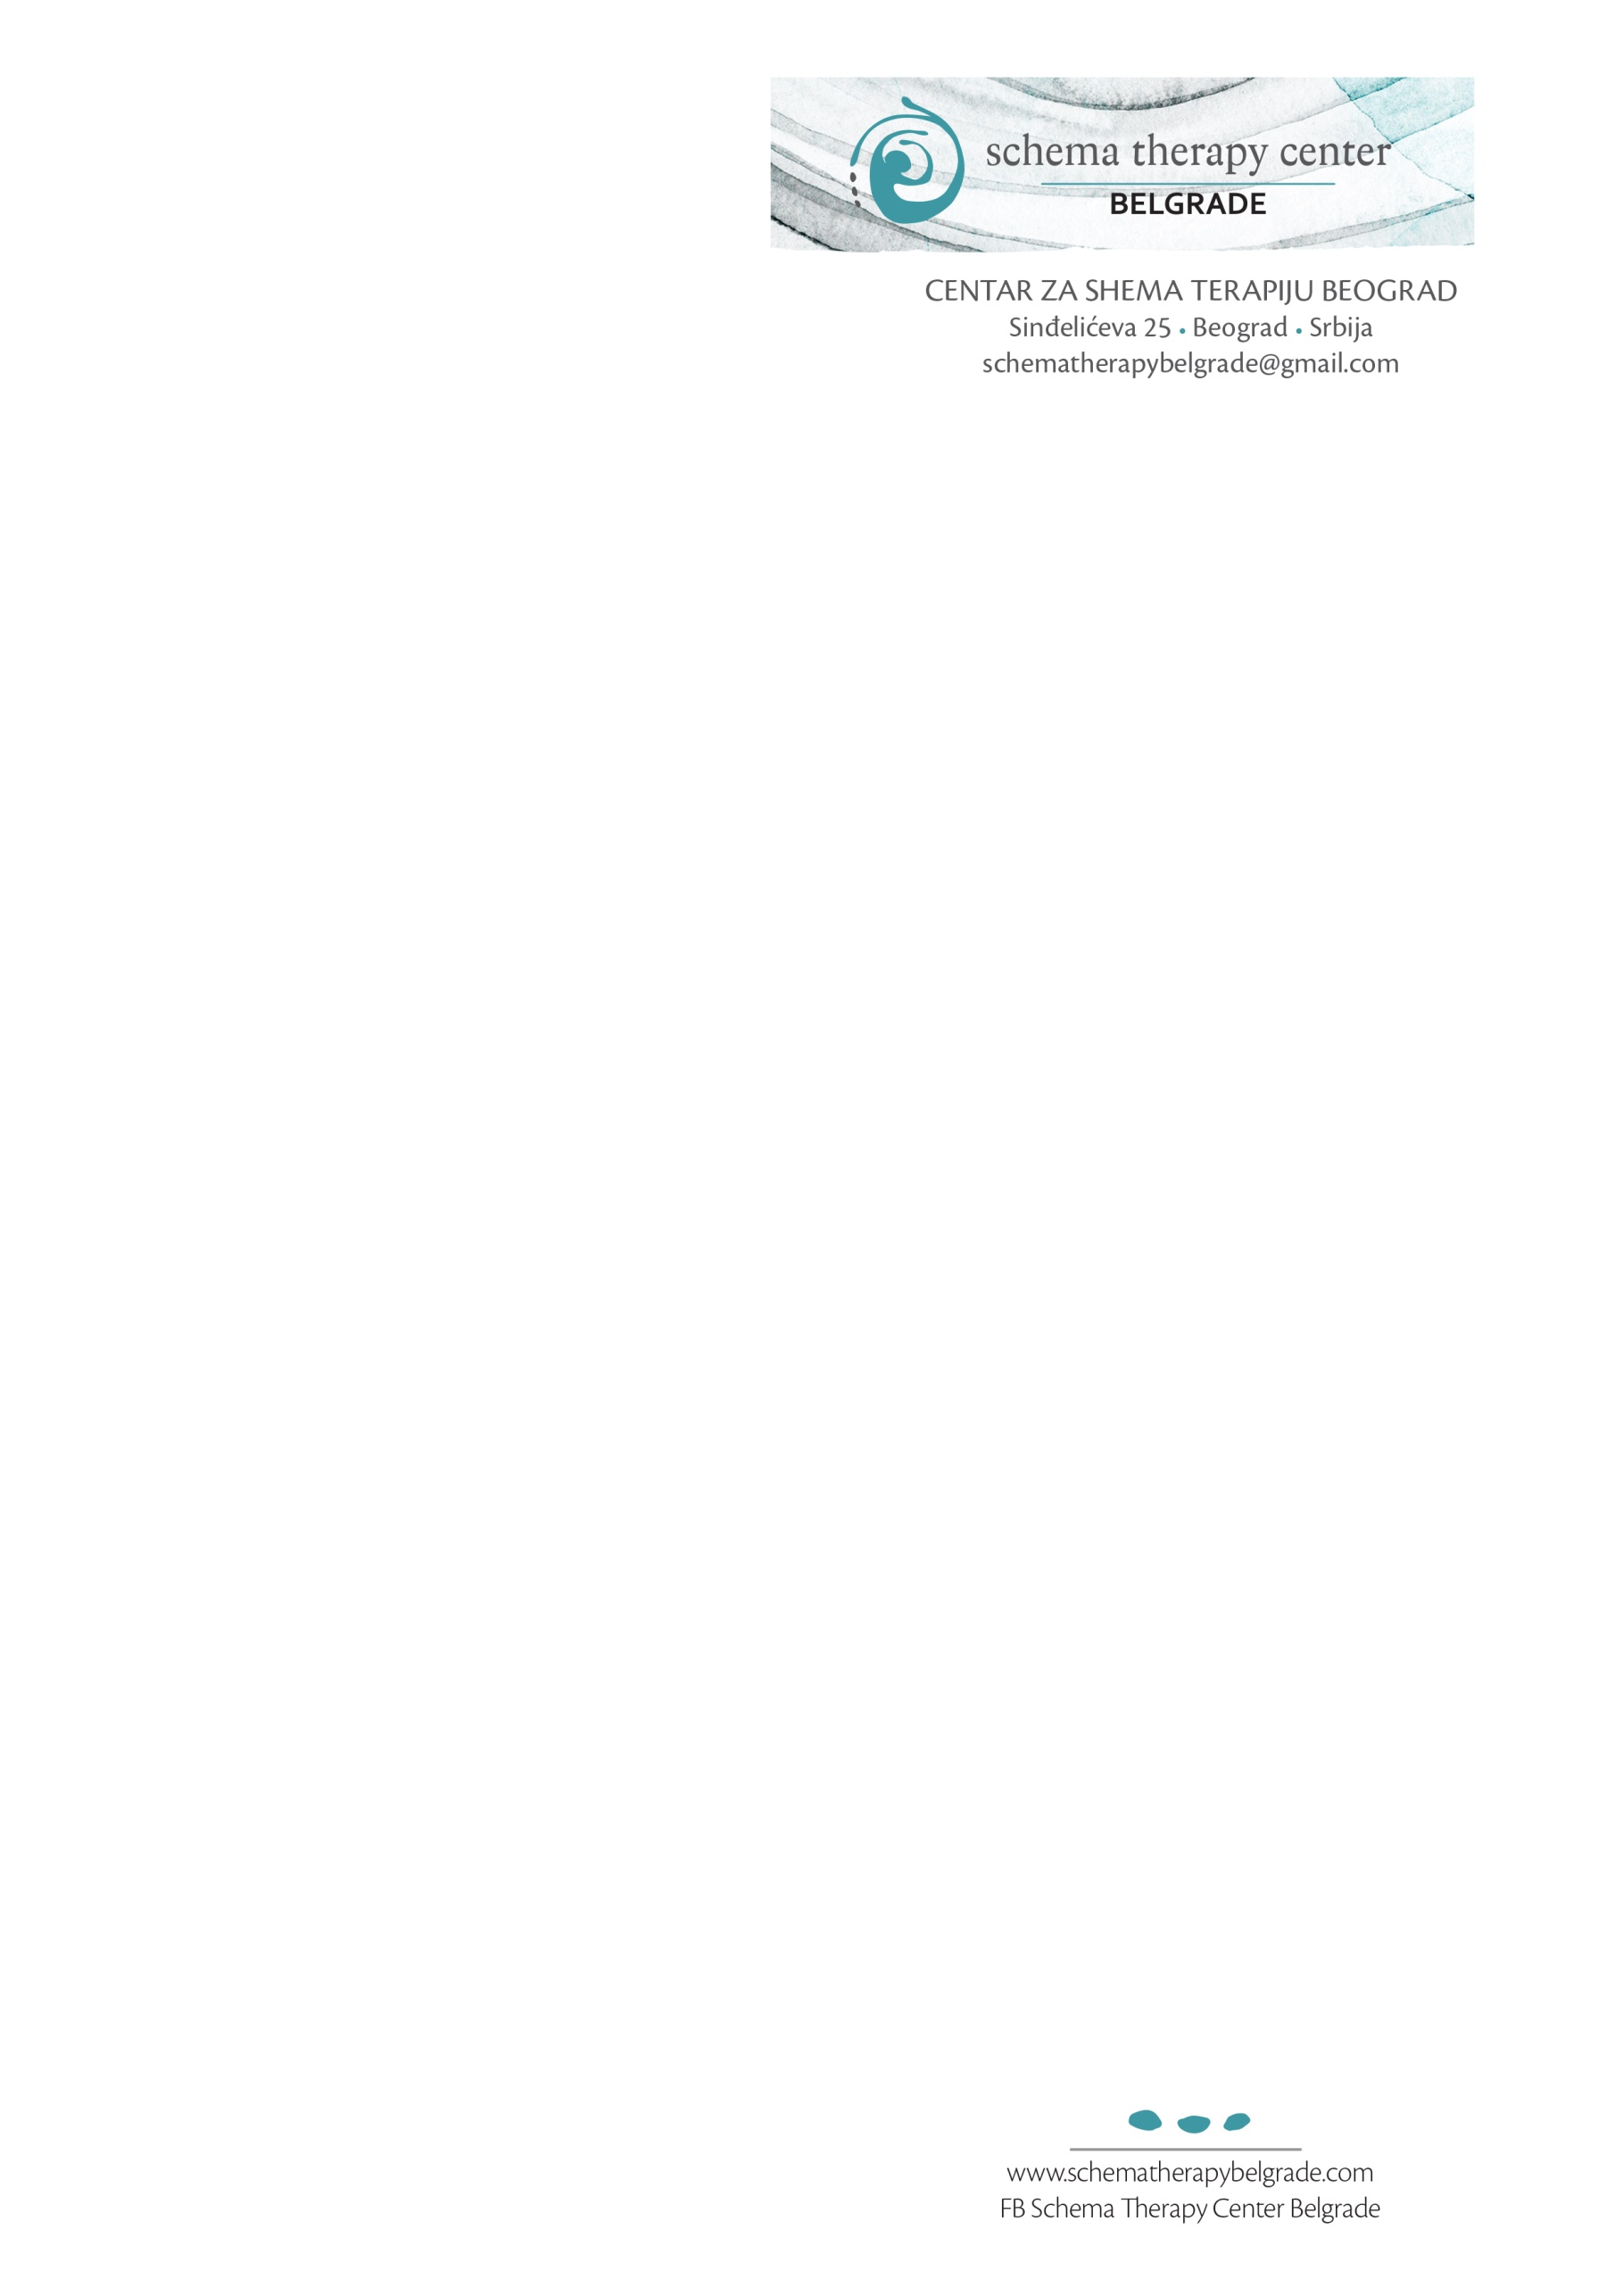 schema therapy center
BELGRADE
CENTAR ZA SHEMA TERAPIJU BEOGRAD
Sinđelićeva 25 • Beograd • Srbija
schematherapybelgrade@gmail.com
www.schematherapybelgrade.com
FB Schema Therapy Center Belgrade